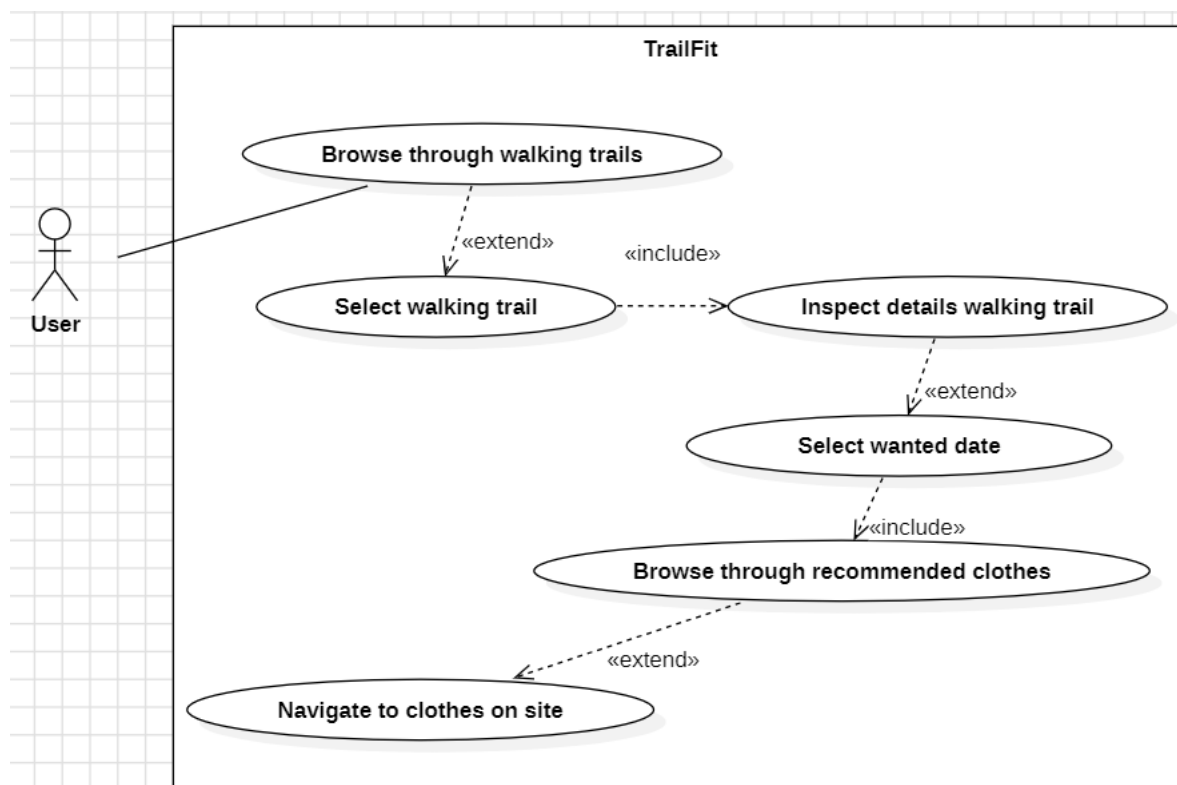 TrailFit
Browse through walking trails
«extend»
«include»
Select walking trail
Inspect details walking trail
User
«extend»
Select wanted date
«include»
Browse through recommended clothes
«extend»
Navigate to clothes on site